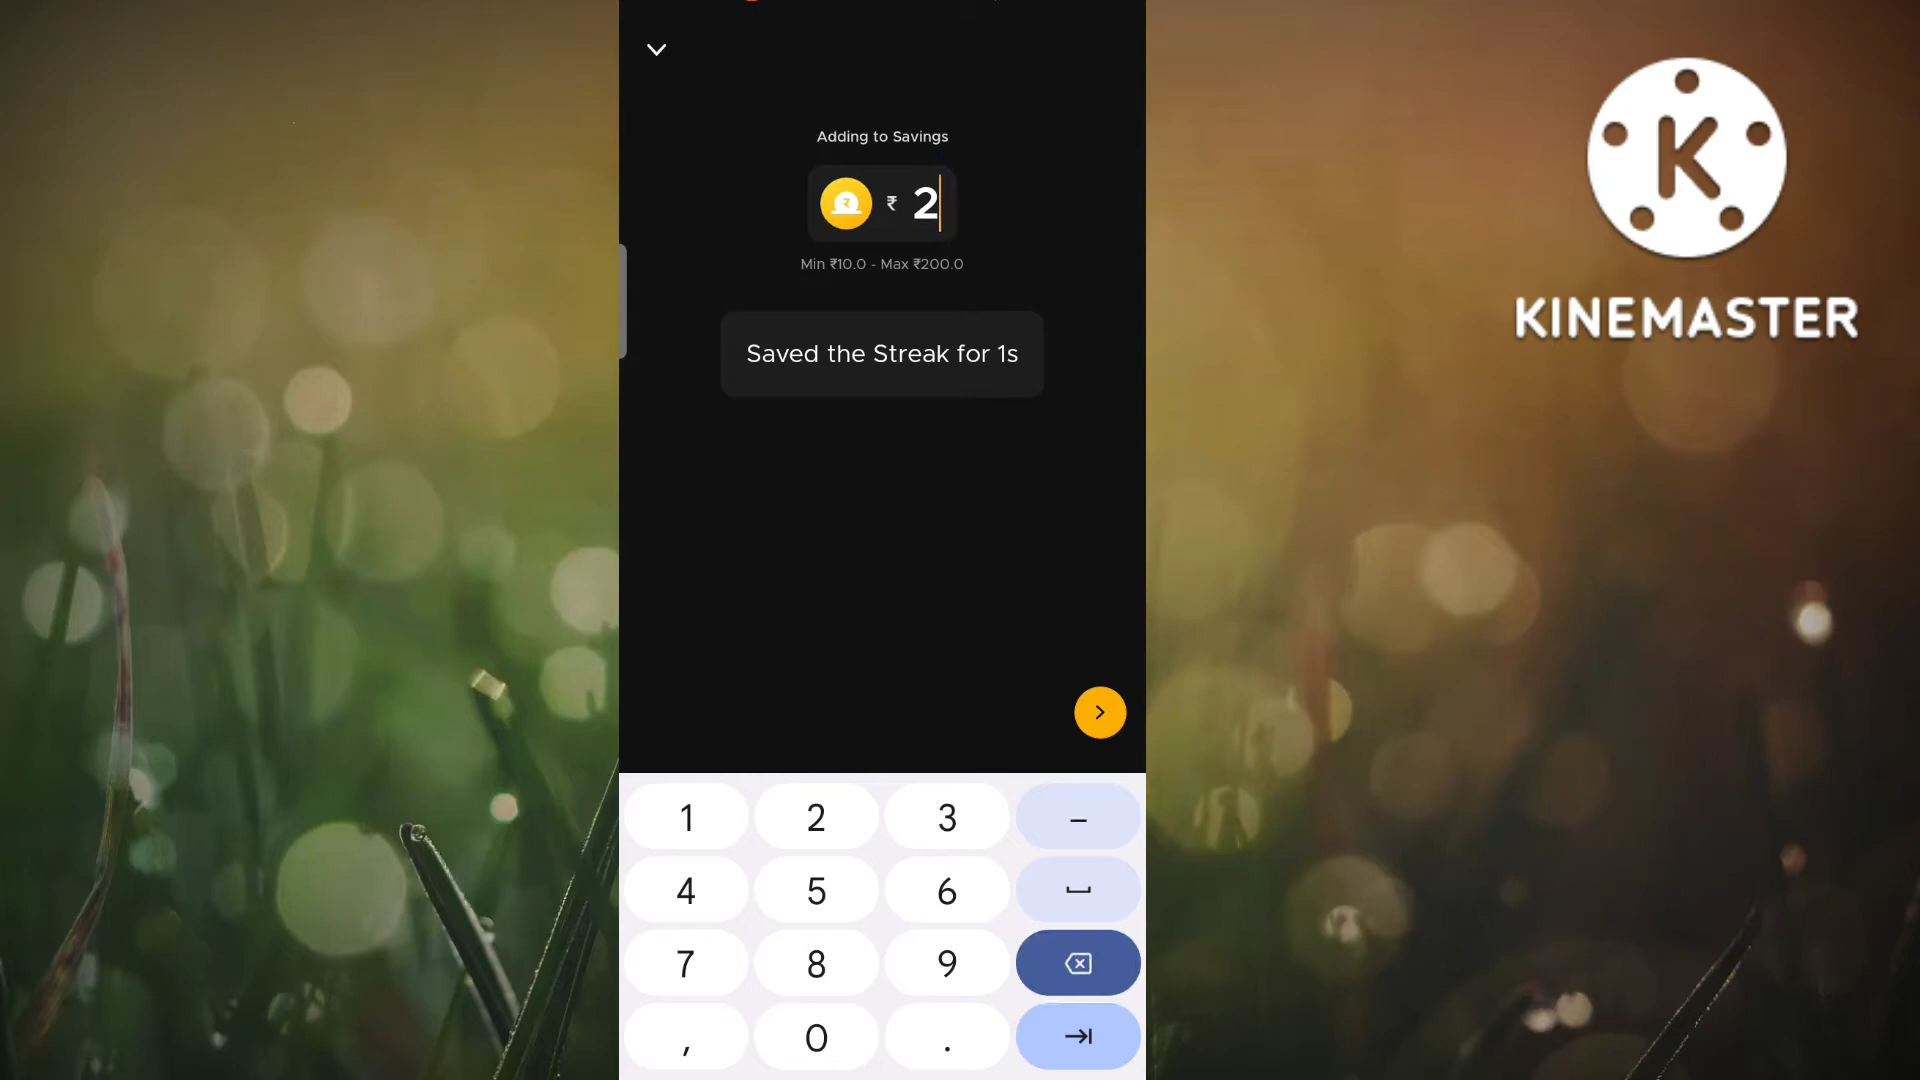 Adding to Savings
₹ 2
Min ₹10.0 - Max ₹200.0
Saved the Streak for 1s
1 2 3 –
4 5 6
7 8 9
, 0 .
K
KINEMASTER